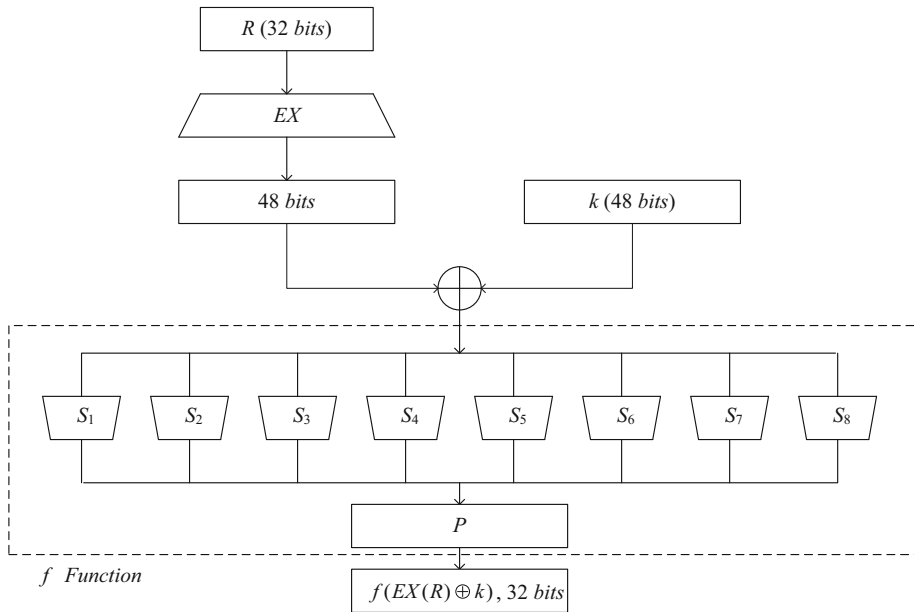 R (32 bits)
EX
48 bits
k (48 bits)
S₁ S₂ S₃ S₄ S₅ S₆ S₇ S₈
P
f Function
f (EX(R) ⊕ k) , 32 bits